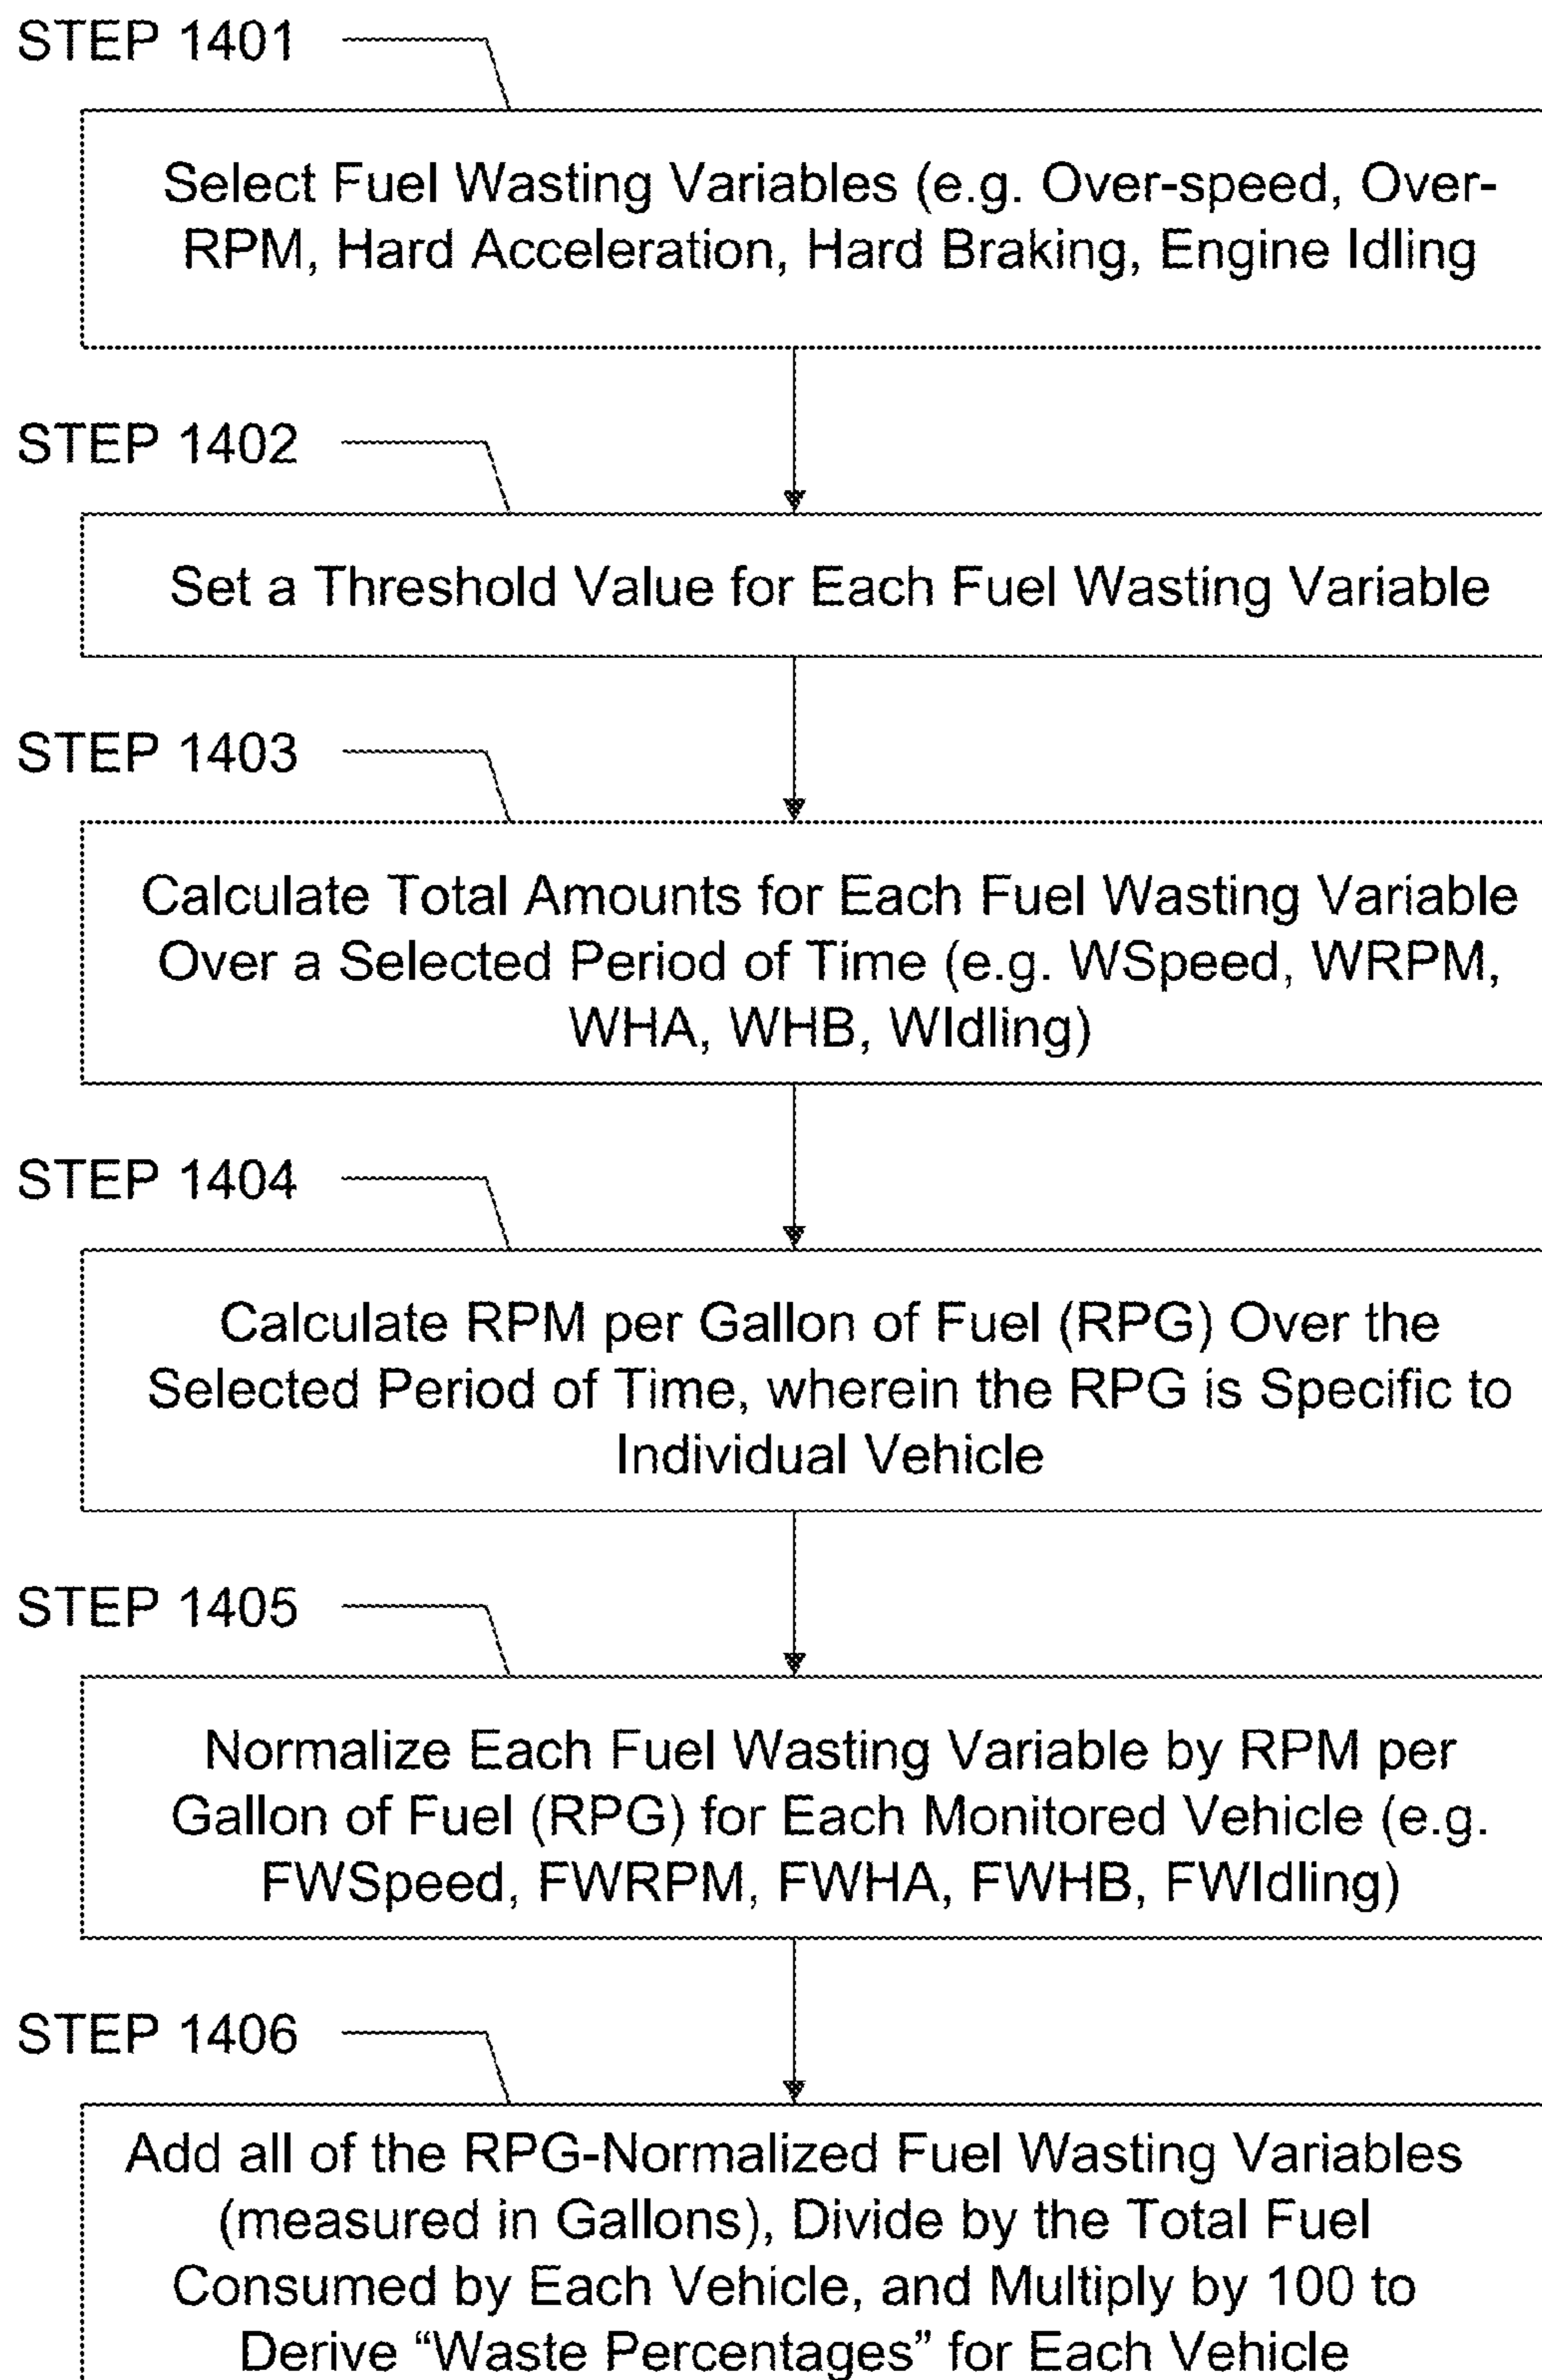 STEP 1401
Select Fuel Wasting Variables (e.g. Over-speed, Over-
RPM, Hard Acceleration, Hard Braking, Engine Idling
STEP 1402
Set a Threshold Value for Each Fuel Wasting Variable
STEP 1403
Calculate Total Amounts for Each Fuel Wasting Variable
Over a Selected Period of Time (e.g. WSpeed, WRPM,
WHA, WHB, WIdling)
STEP 1404
Calculate RPM per Gallon of Fuel (RPG) Over the
Selected Period of Time, wherein the RPG is Specific to
Individual Vehicle
STEP 1405
Normalize Each Fuel Wasting Variable by RPM per
Gallon of Fuel (RPG) for Each Monitored Vehicle (e.g.
FWSpeed, FWRPM, FWHA, FWHB, FWIdling)
STEP 1406
Add all of the RPG-Normalized Fuel Wasting Variables
(measured in Gallons), Divide by the Total Fuel
Consumed by Each Vehicle, and Multiply by 100 to
Derive “Waste Percentages” for Each Vehicle